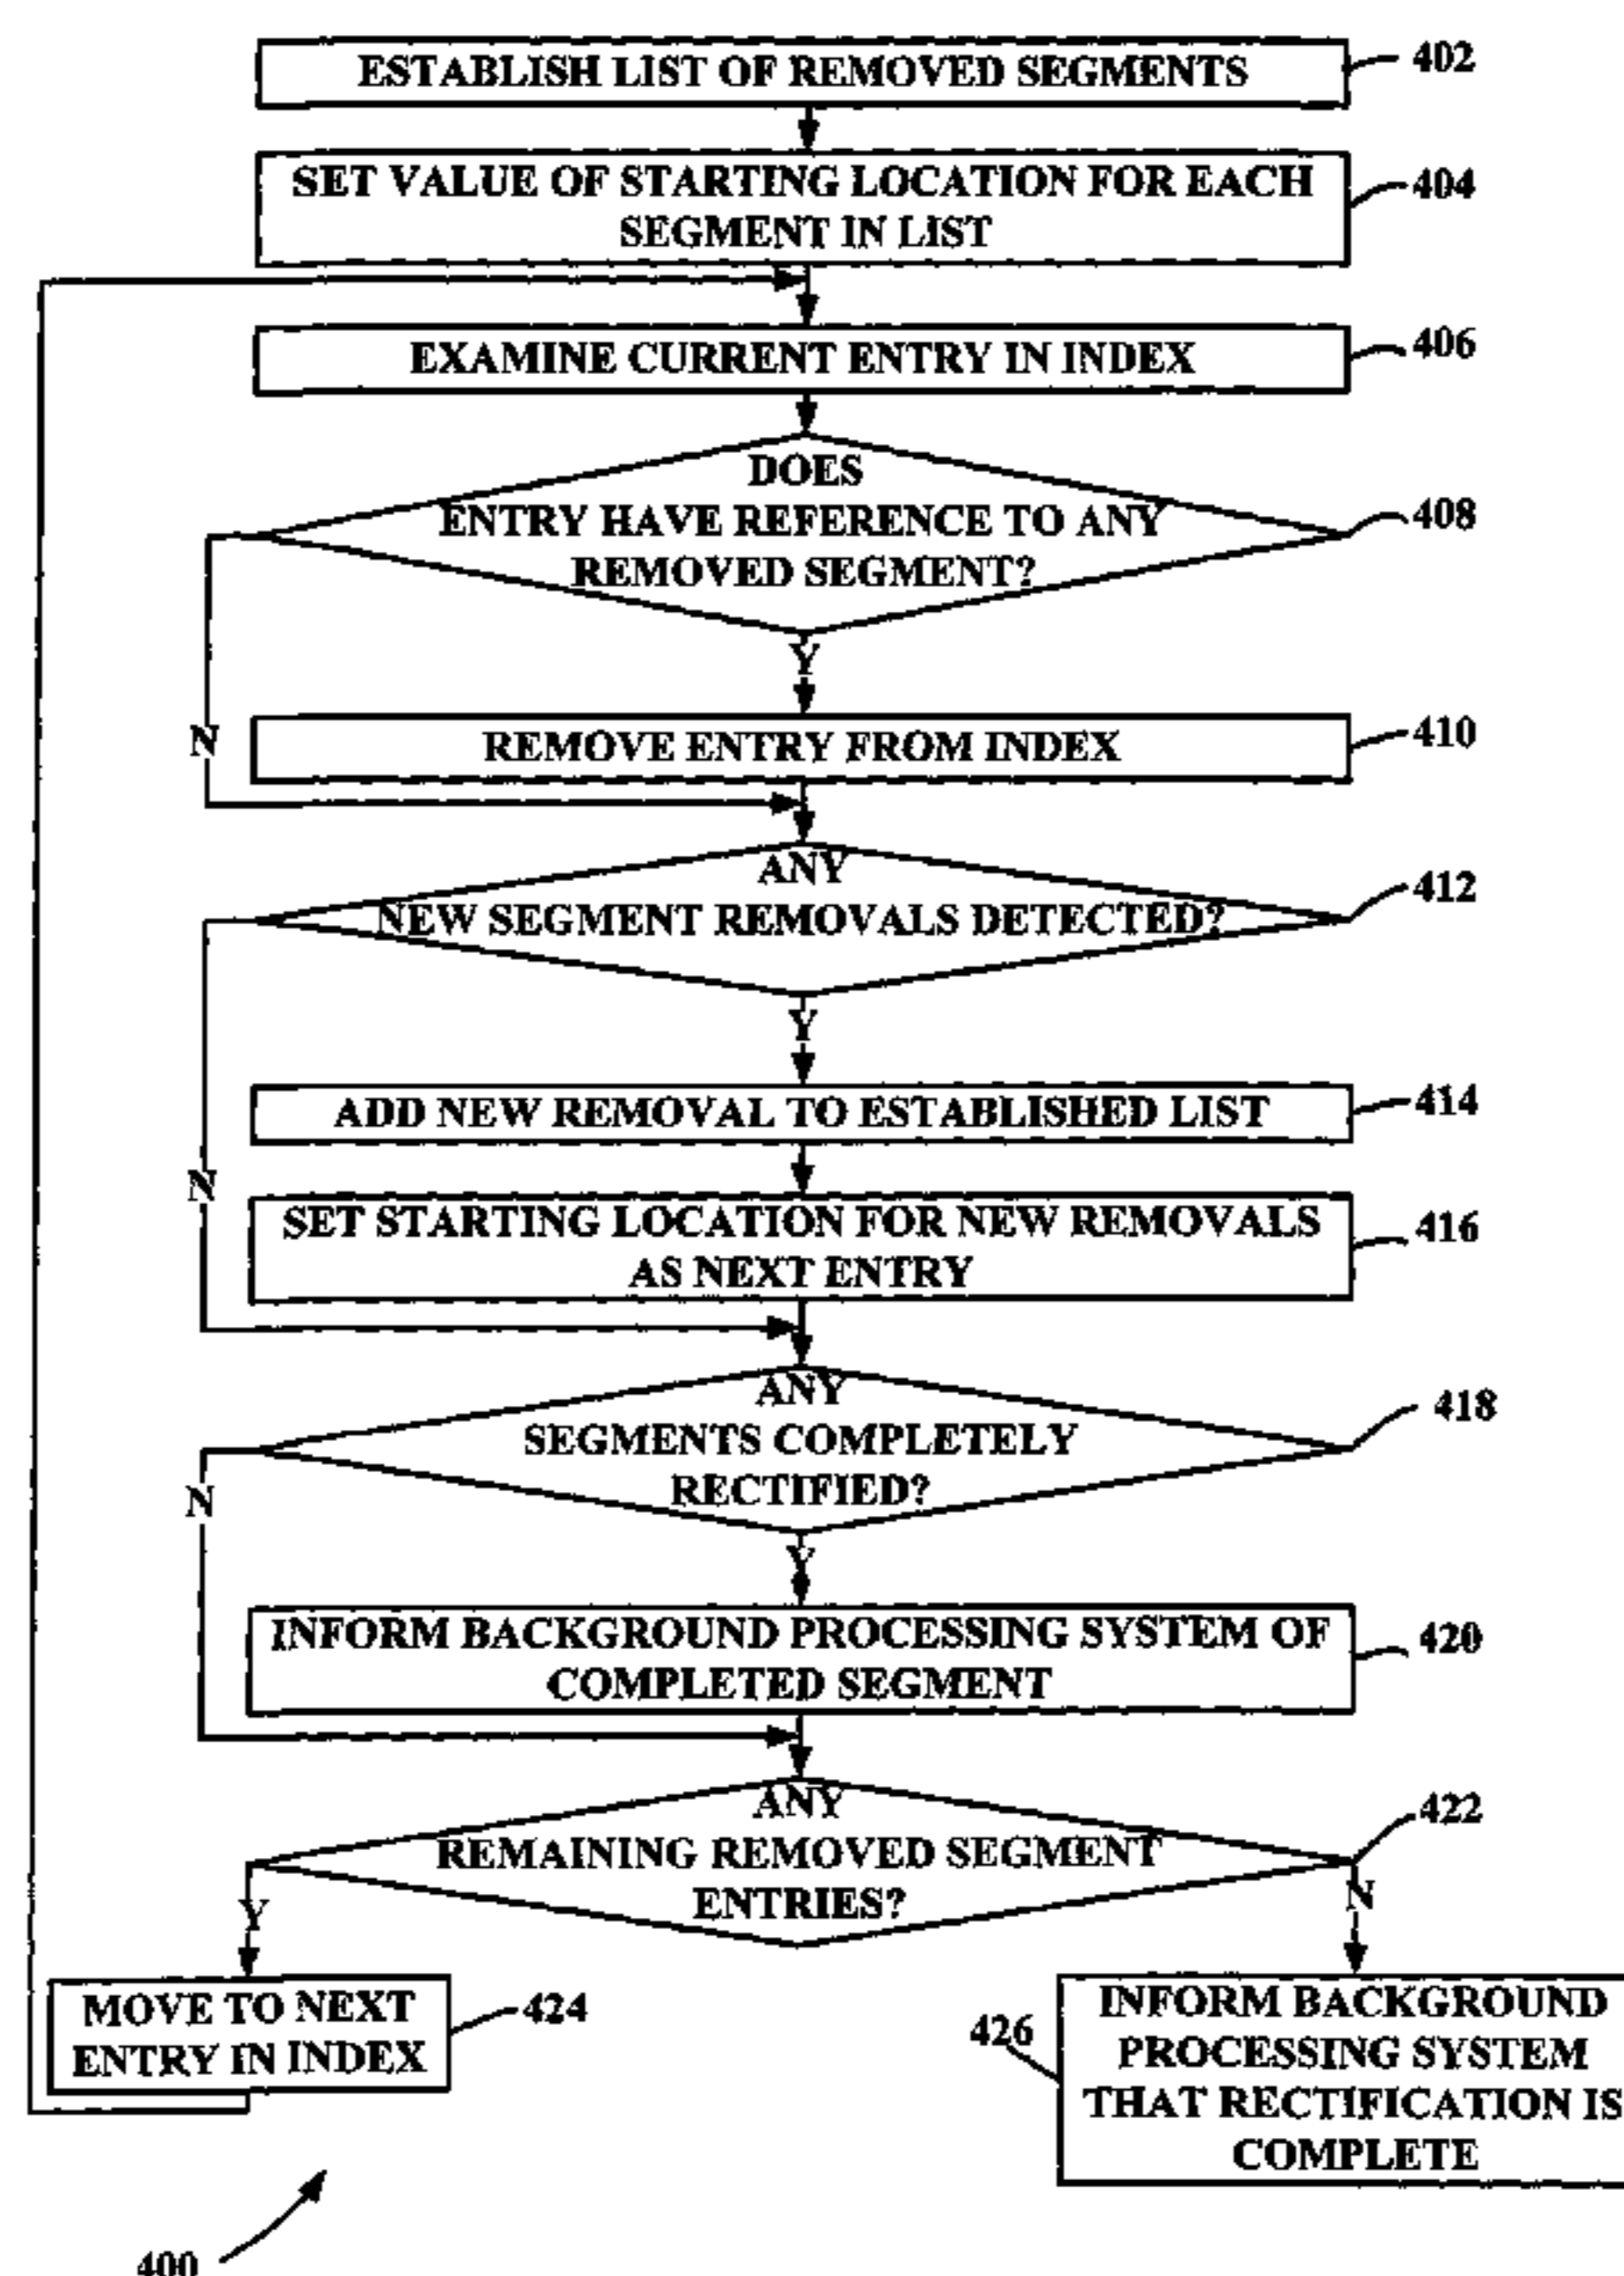 ESTABLISH LIST OF REMOVED SEGMENTS
402
SET VALUE OF STARTING LOCATION FOR EACH
SEGMENT IN LIST
404
EXAMINE CURRENT ENTRY IN INDEX
406
DOES
ENTRY HAVE REFERENCE TO ANY
REMOVED SEGMENT?
408
Y
N
REMOVE ENTRY FROM INDEX
410
ANY
NEW SEGMENT REMOVALS DETECTED?
412
Y
ADD NEW REMOVAL TO ESTABLISHED LIST
414
N
SET STARTING LOCATION FOR NEW REMOVALS
AS NEXT ENTRY
416
ANY
SEGMENTS COMPLETELY
RECTIFIED?
418
N
Y
INFORM BACKGROUND PROCESSING SYSTEM OF
COMPLETED SEGMENT
420
ANY
REMAINING REMOVED SEGMENT
ENTRIES?
422
Y
N
MOVE TO NEXT
ENTRY IN INDEX
424
426
INFORM BACKGROUND
PROCESSING SYSTEM
THAT RECTIFICATION IS
COMPLETE
400